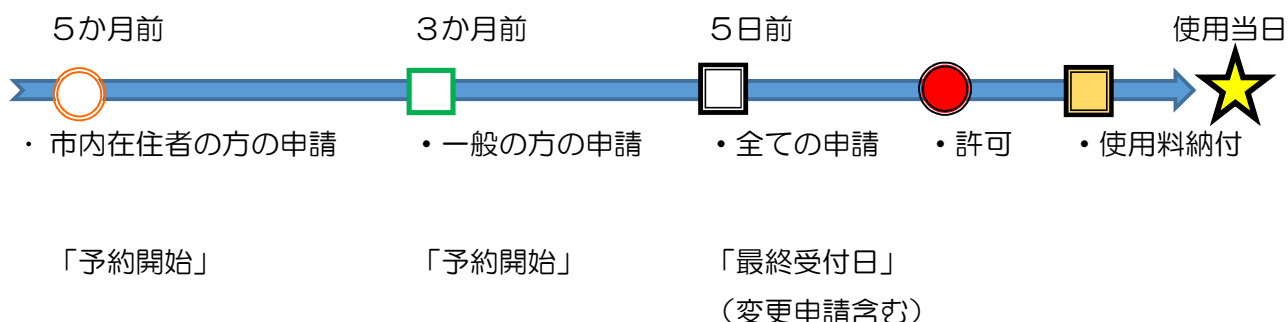 ５か月前　３か月前　５日前　使用当日
・ 市内在住者の方の申請　・一般の方の申請　・全ての申請　・許可　・使用料納付
「予約開始」　「予約開始」　「最終受付日」
（変更申請含む）